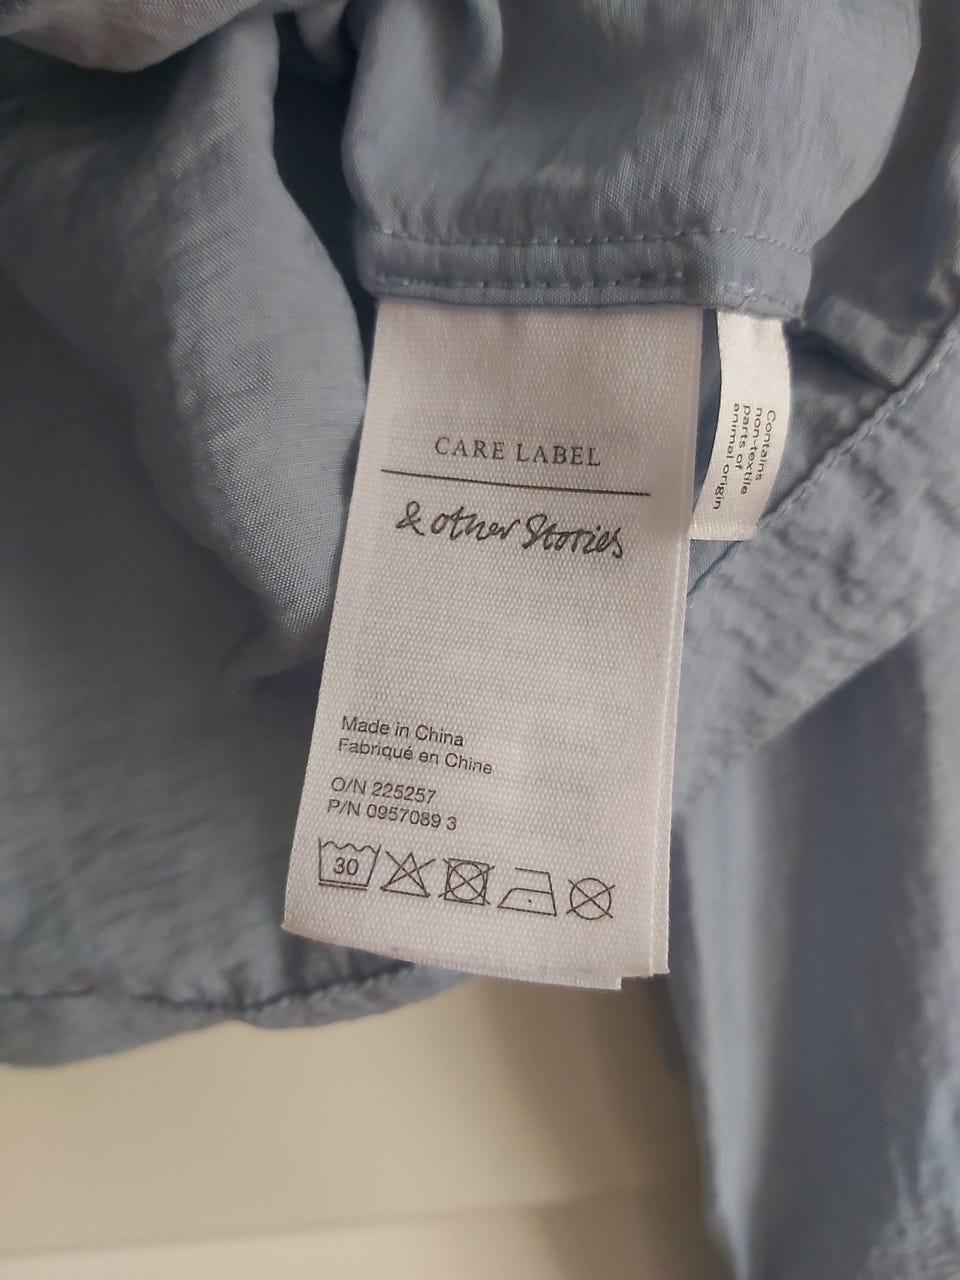 CARE LABEL
& other Stories
Made in China
Fabriqué en Chine
O/N 225257
P/N 0957089 3
30
Contains
non-textile
parts of
animal origin